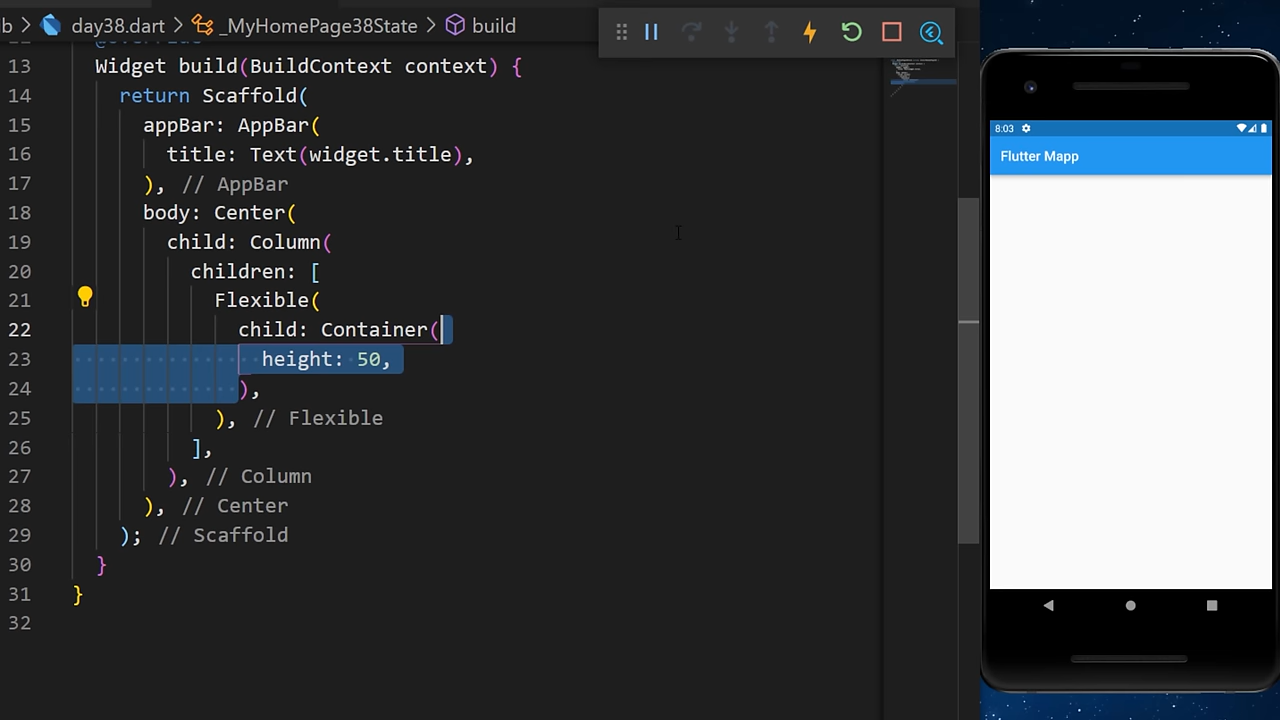 b > day38.dart > _MyHomePage38State > build
13 Widget build(BuildContext context) {
14 return Scaffold(
15 appBar: AppBar(
16 title: Text(widget.title),
17 ), // AppBar
18 body: Center(
19 child: Column(
20 children: [
21 Flexible(
22 child: Container(
23 height: 50,
24 ),
25 ), // Flexible
26 ],
27 ), // Column
28 ), // Center
29 ); // Scaffold
30 }
31 }
32
8:03
Flutter Mapp